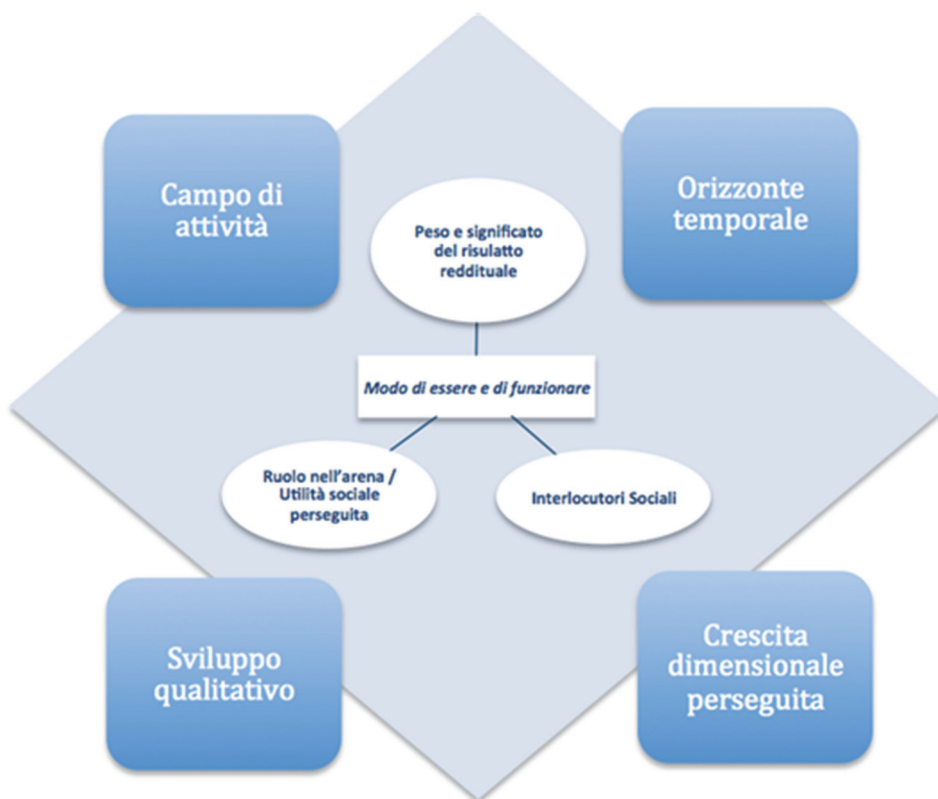 Campo di
attività
Orizzonte
temporale
Peso e significato
del risulatto
reddituale
Modo di essere e di funzionare
Ruolo nell'arena /
Utilità sociale
perseguita
Interlocutori Sociali
Sviluppo
qualitativo
Crescita
dimensionale
perseguita